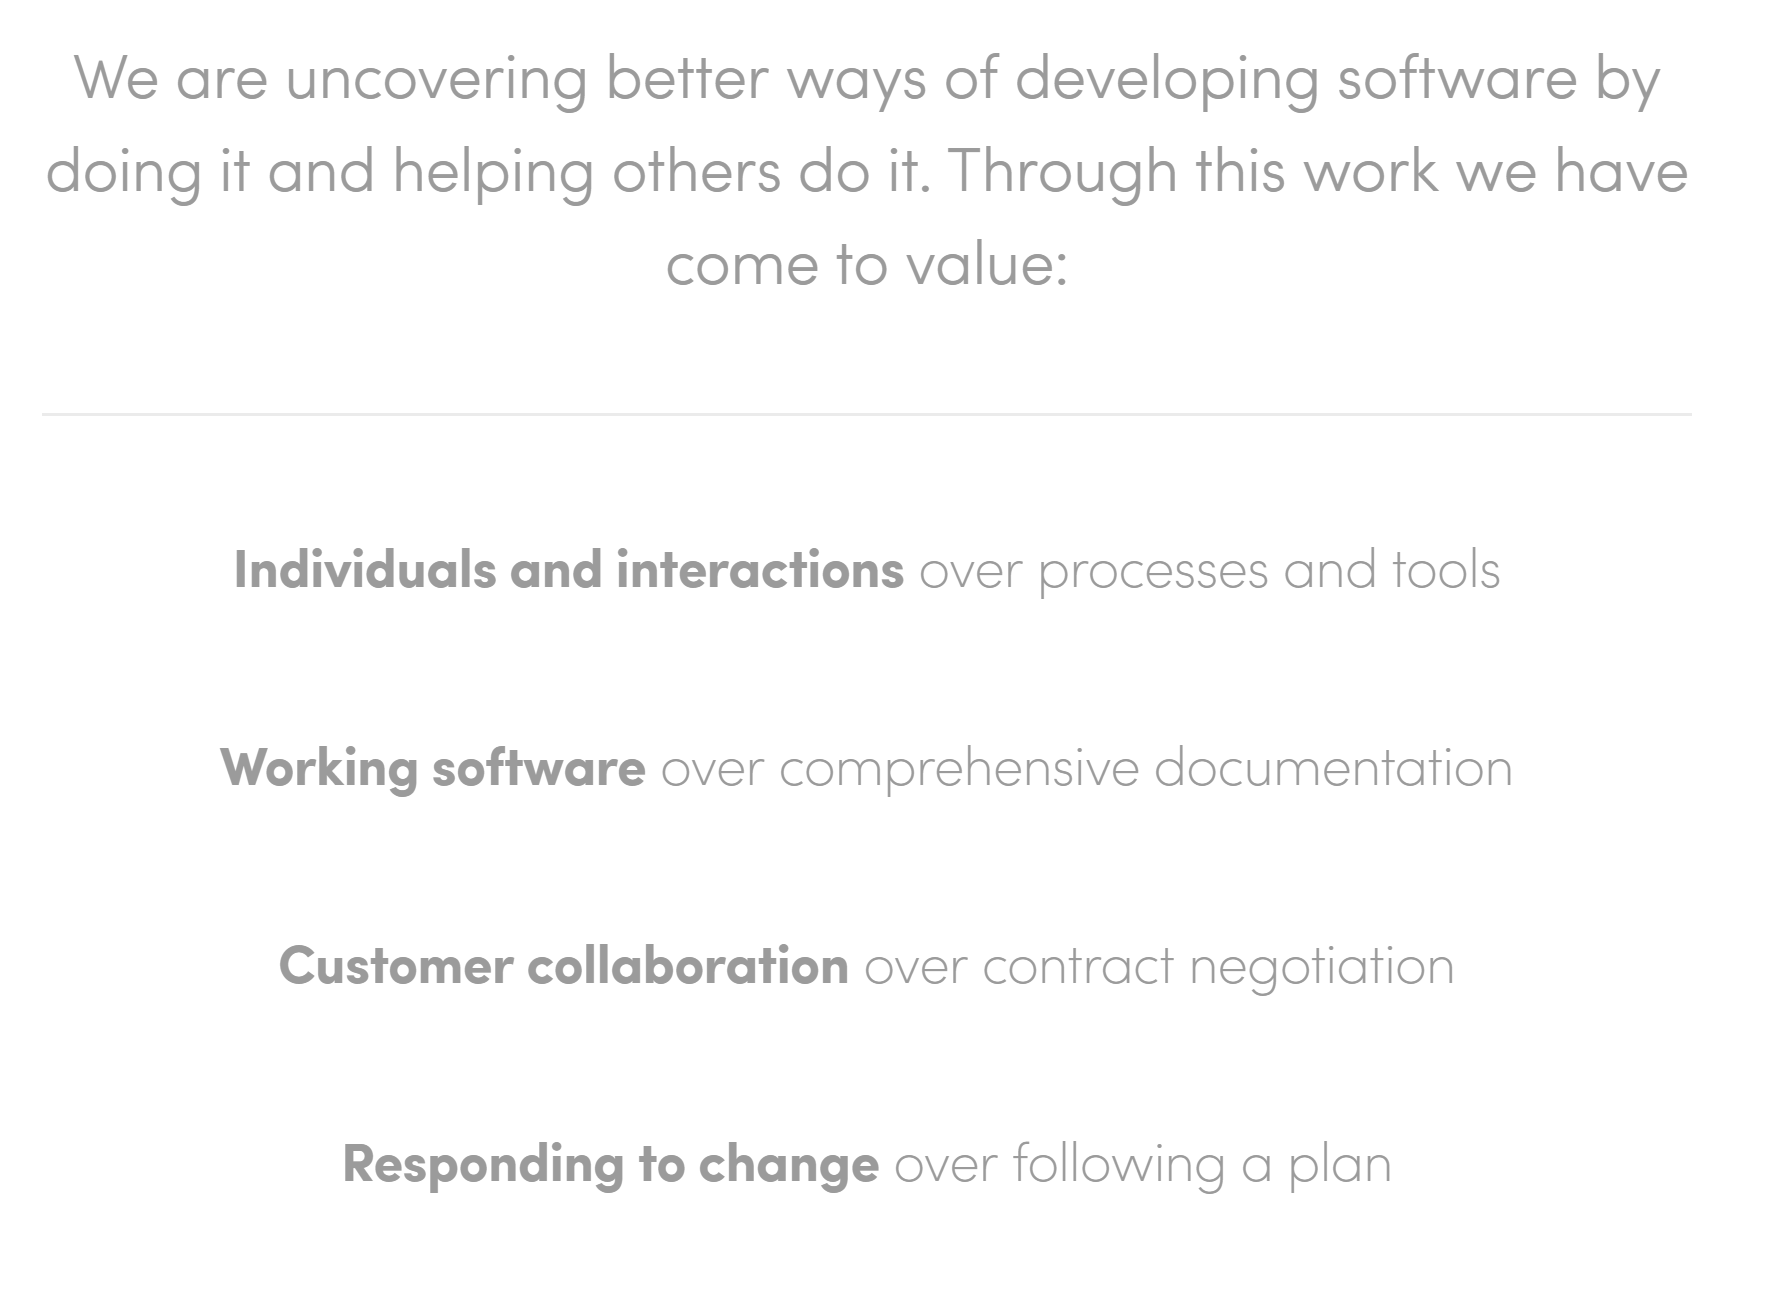 We are uncovering better ways of developing software by
doing it and helping others do it. Through this work we have
come to value:
Individuals and interactions over processes and tools
Working software over comprehensive documentation
Customer collaboration over contract negotiation
Responding to change over following a plan